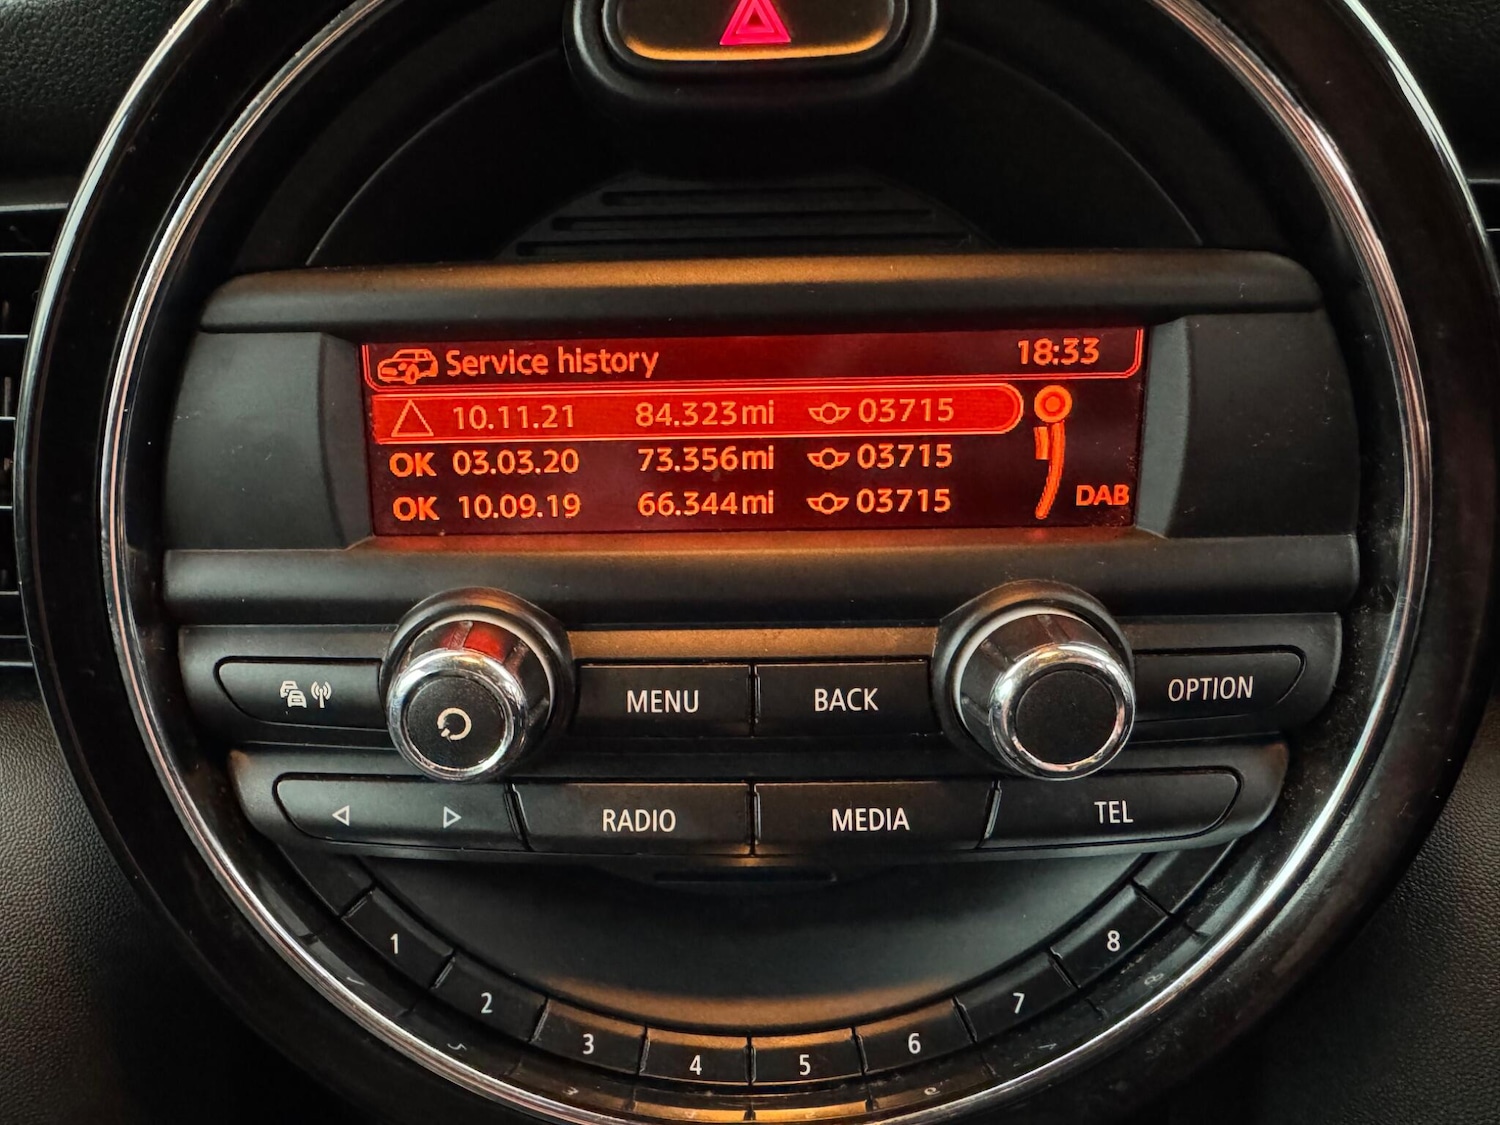 Service history 18:33
10.11.21 84.323mi 03715
OK 03.03.20 73.356mi 03715
OK 10.09.19 66.344mi 03715
DAB
MENU BACK OPTION
RADIO MEDIA TEL
1 2 3 4 5 6 7 8